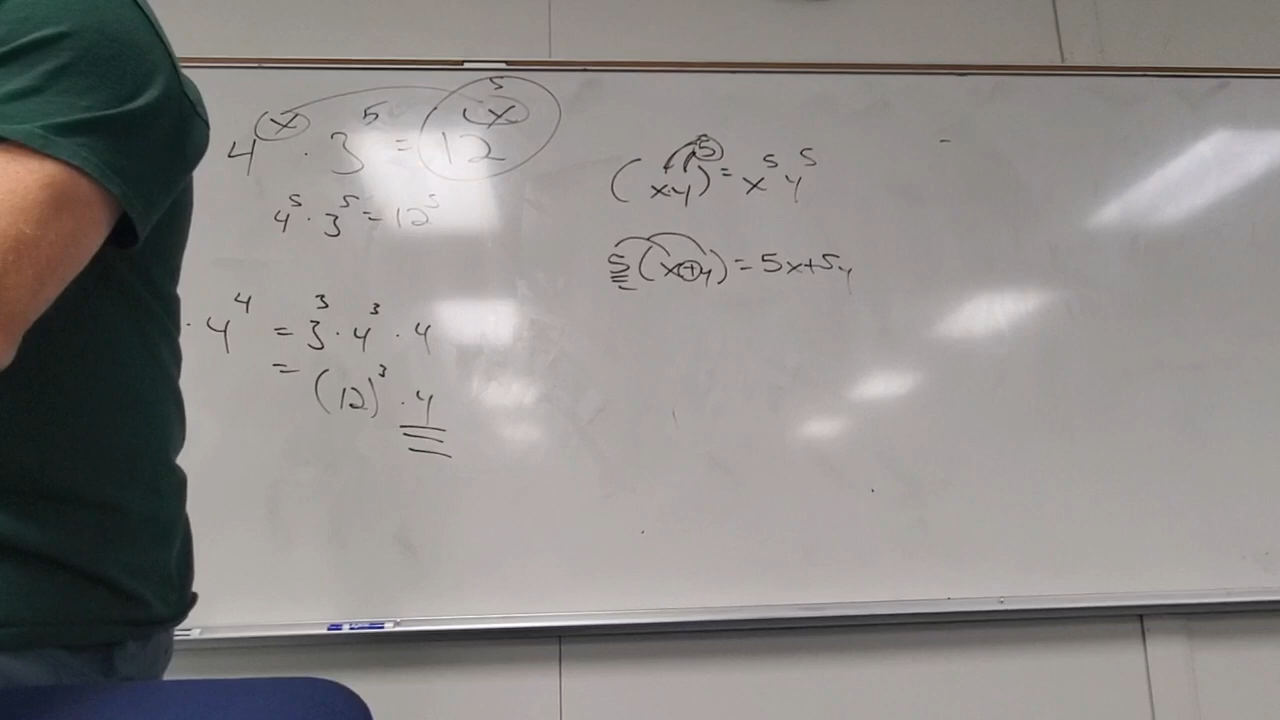 4^x · 3^5 = 12^x^5
4^5 · 3^5 = 12^5
· 4^4 = 3^3 · 4^3 · 4
= (12)^3 · 4
(x·y)^5 = x^5 y^5
5(x+y) = 5x+5y